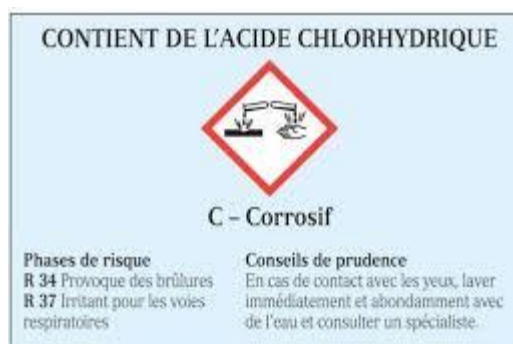 CONTIENT DE L'ACIDE CHLORHYDRIQUE
C – Corrosif
Phases de risque
R 34 Provoque des brûlures
R 37 Irritant pour les voies
respiratoires
Conseils de prudence
En cas de contact avec les yeux, laver
immédiatement et abondamment avec
de l'eau et consulter un spécialiste.